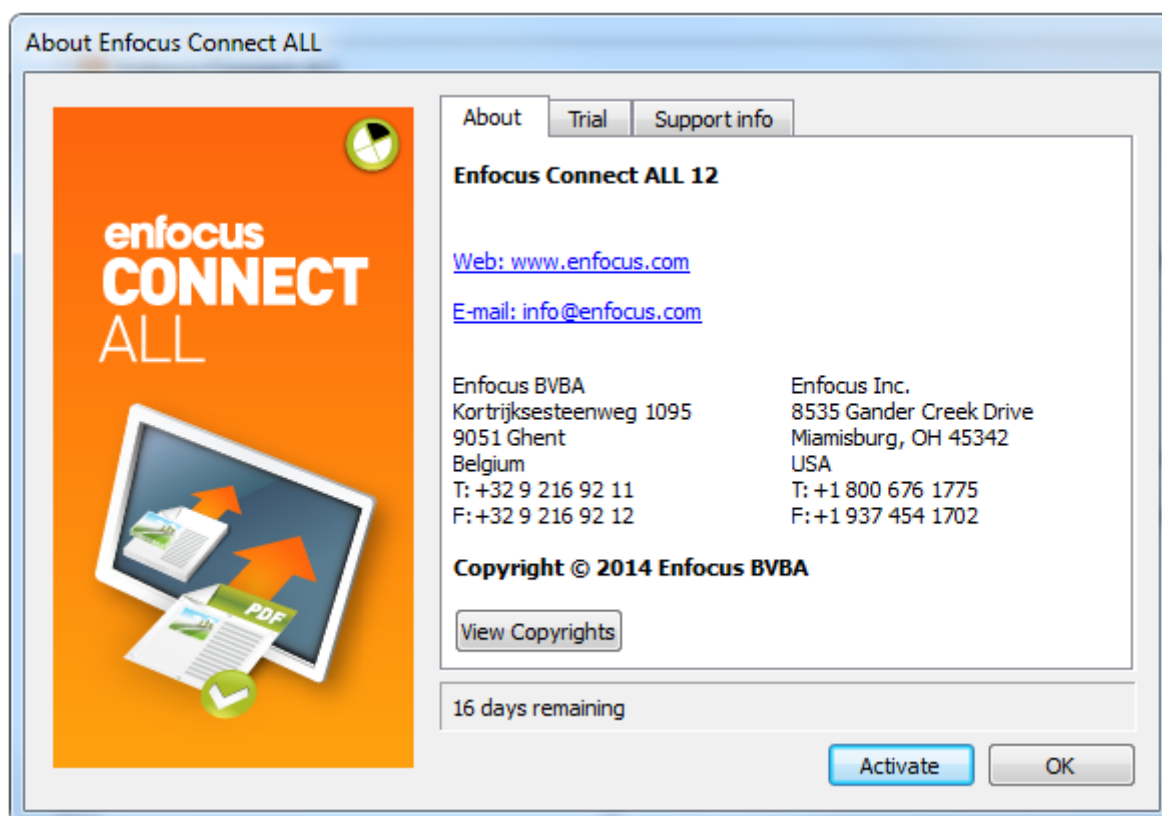 About Enfocus Connect ALL
enfocus
CONNECT
ALL
PDF
About
Trial
Support info
Enfocus Connect ALL 12
Web: www.enfocus.com
E-mail: info@enfocus.com
Enfocus BVBA
Kortrijksesteenweg 1095
9051 Ghent
Belgium
T: +32 9 216 92 11
F: +32 9 216 92 12
Enfocus Inc.
8535 Gander Creek Drive
Miamisburg, OH 45342
USA
T: +1 800 676 1775
F: +1 937 454 1702
Copyright © 2014 Enfocus BVBA
View Copyrights
16 days remaining
Activate
OK